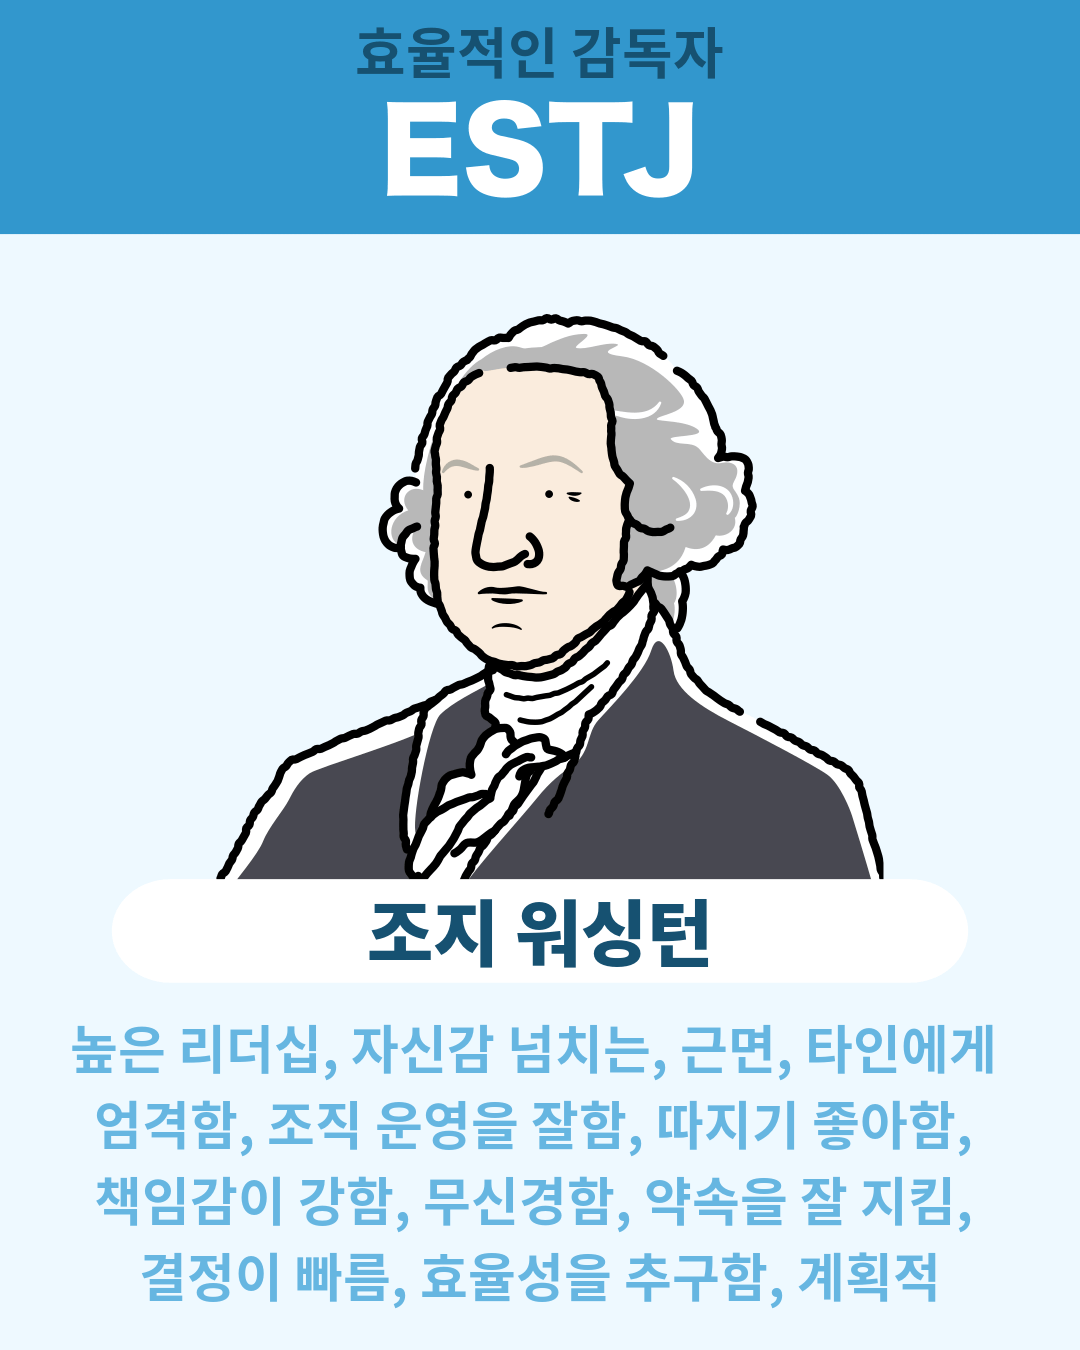 효율적인 감독자
ESTJ
조지 워싱턴
높은 리더십, 자신감 넘치는, 근면, 타인에게
엄격함, 조직 운영을 잘함, 따지기 좋아함,
책임감이 강함, 무신경함, 약속을 잘 지킴,
결정이 빠름, 효율성을 추구함, 계획적